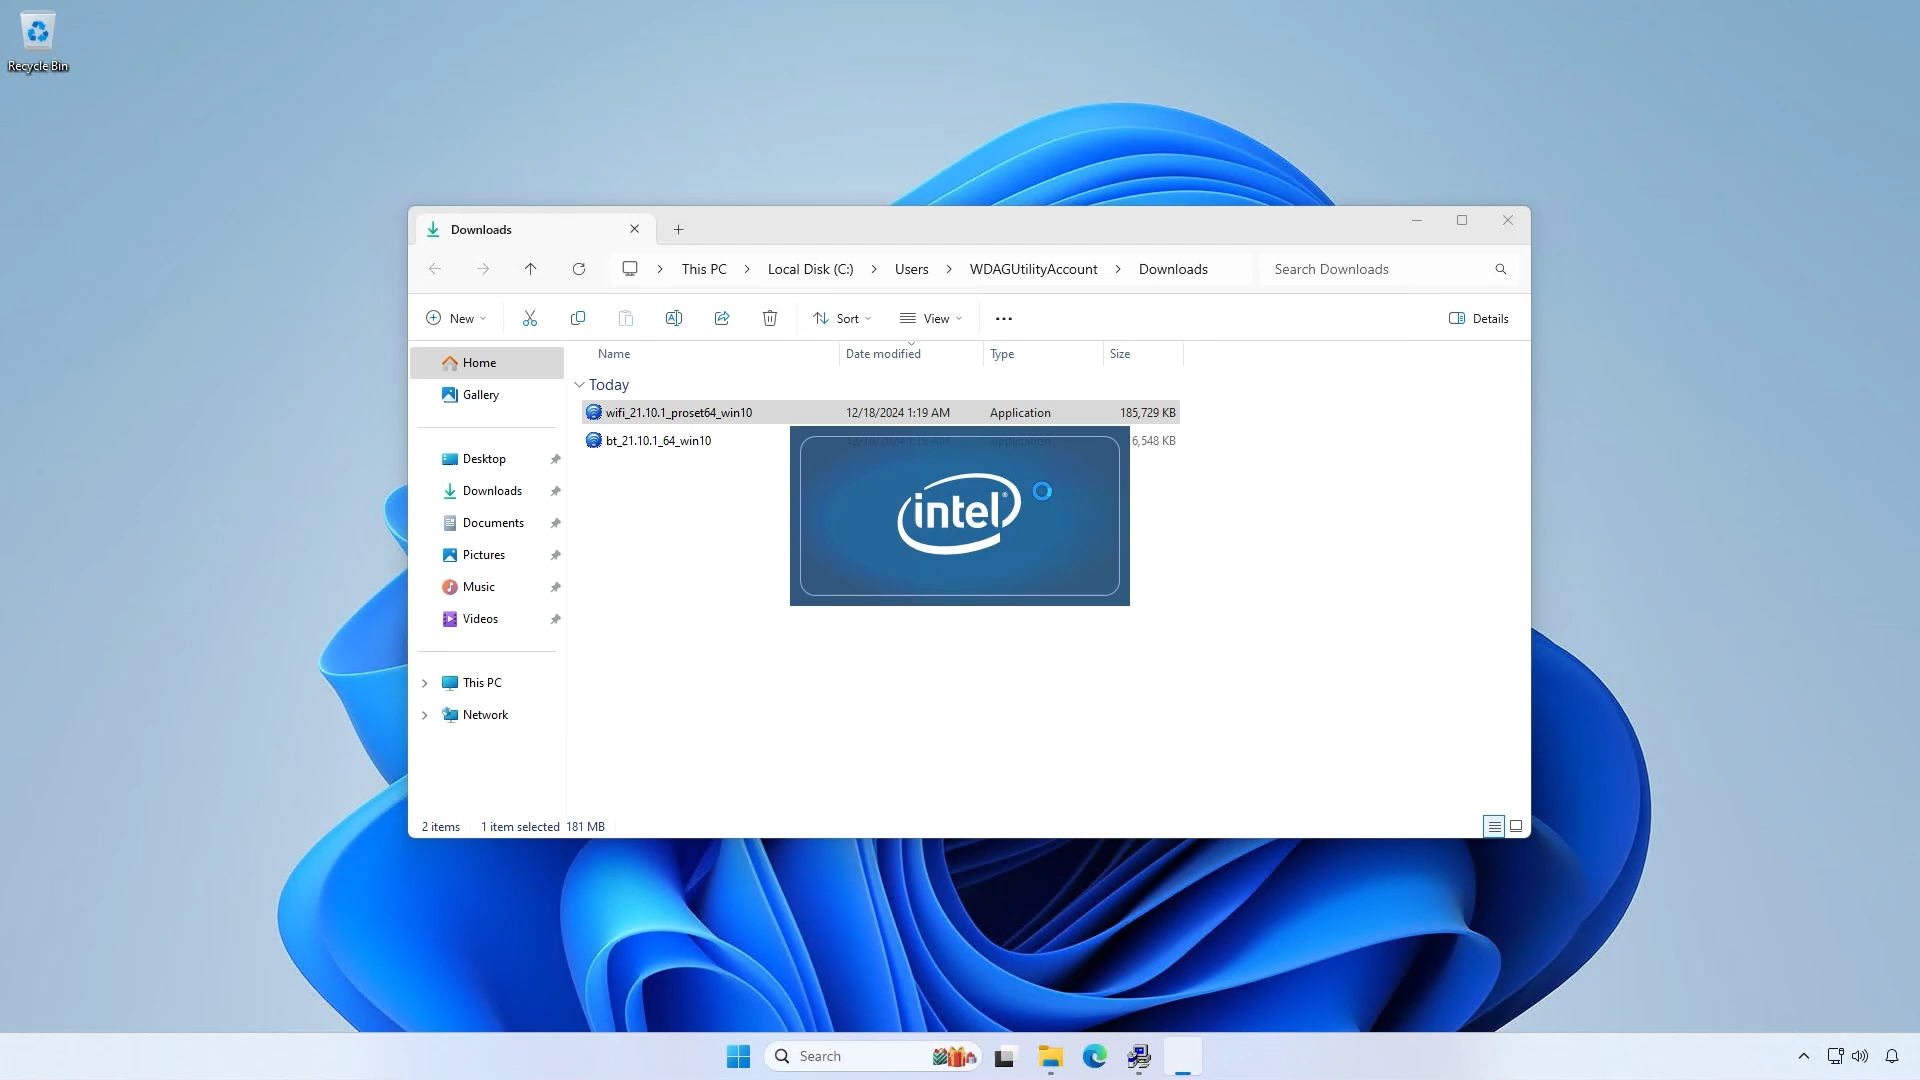 Recycle Bin
Downloads
This PC
Local Disk (C:)
Users
WDAGUtilityAccount
Downloads
Search Downloads
New
Sort
View
Details
Home
Gallery
Desktop
Downloads
Documents
Pictures
Music
Videos
This PC
Network
Name
Date modified
Type
Size
Today
wifi_21.10.1_proset64_win10
12/18/2024 1:19 AM
Application
185,729 KB
bt_21.10.1_64_win10
Application
6,548 KB
intel®
2 items
1 item selected 181 MB
Search